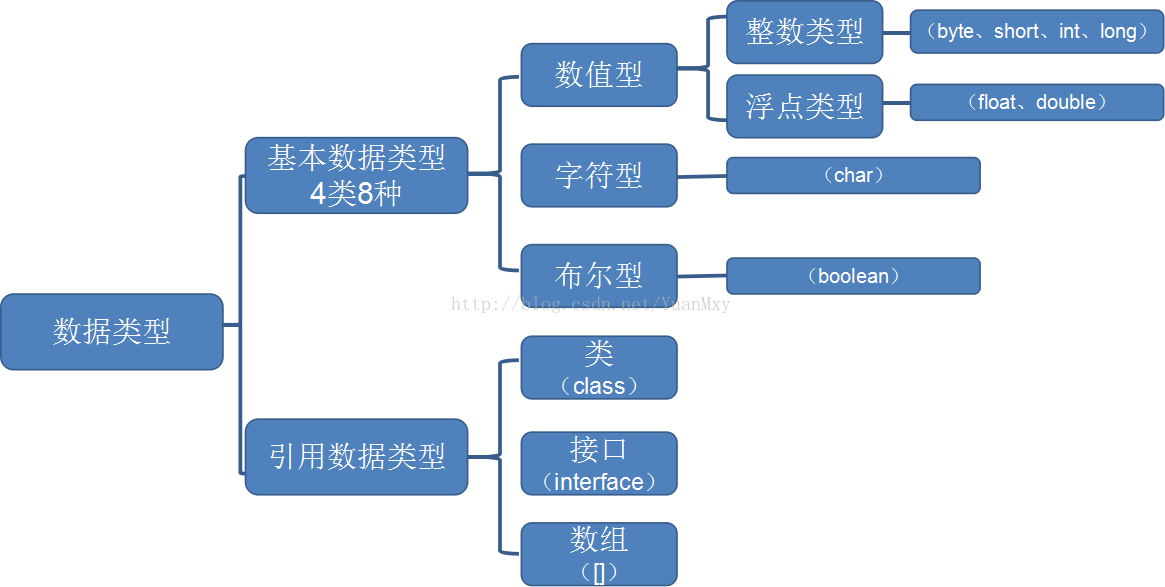 数据类型
基本数据类型
4类8种
数值型
整数类型
（byte、short、int、long）
浮点类型
（float、double）
字符型
（char）
布尔型
（boolean）
http://blog.csdn.net/YuanMxy
引用数据类型
类
（class）
接口
（interface）
数组
（[]）